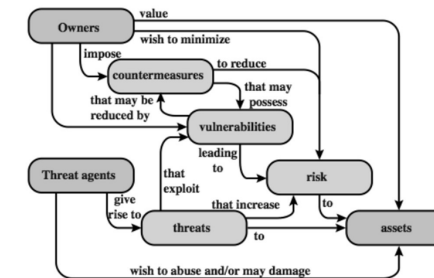 value
Owners
wish to minimize
impose
to reduce
countermeasures
that may
possess
that may be
reduced by
vulnerabilities
leading
to
Threat agents
that
exploit
risk
give
rise to
that increase
to
threats
to
assets
wish to abuse and/or may damage